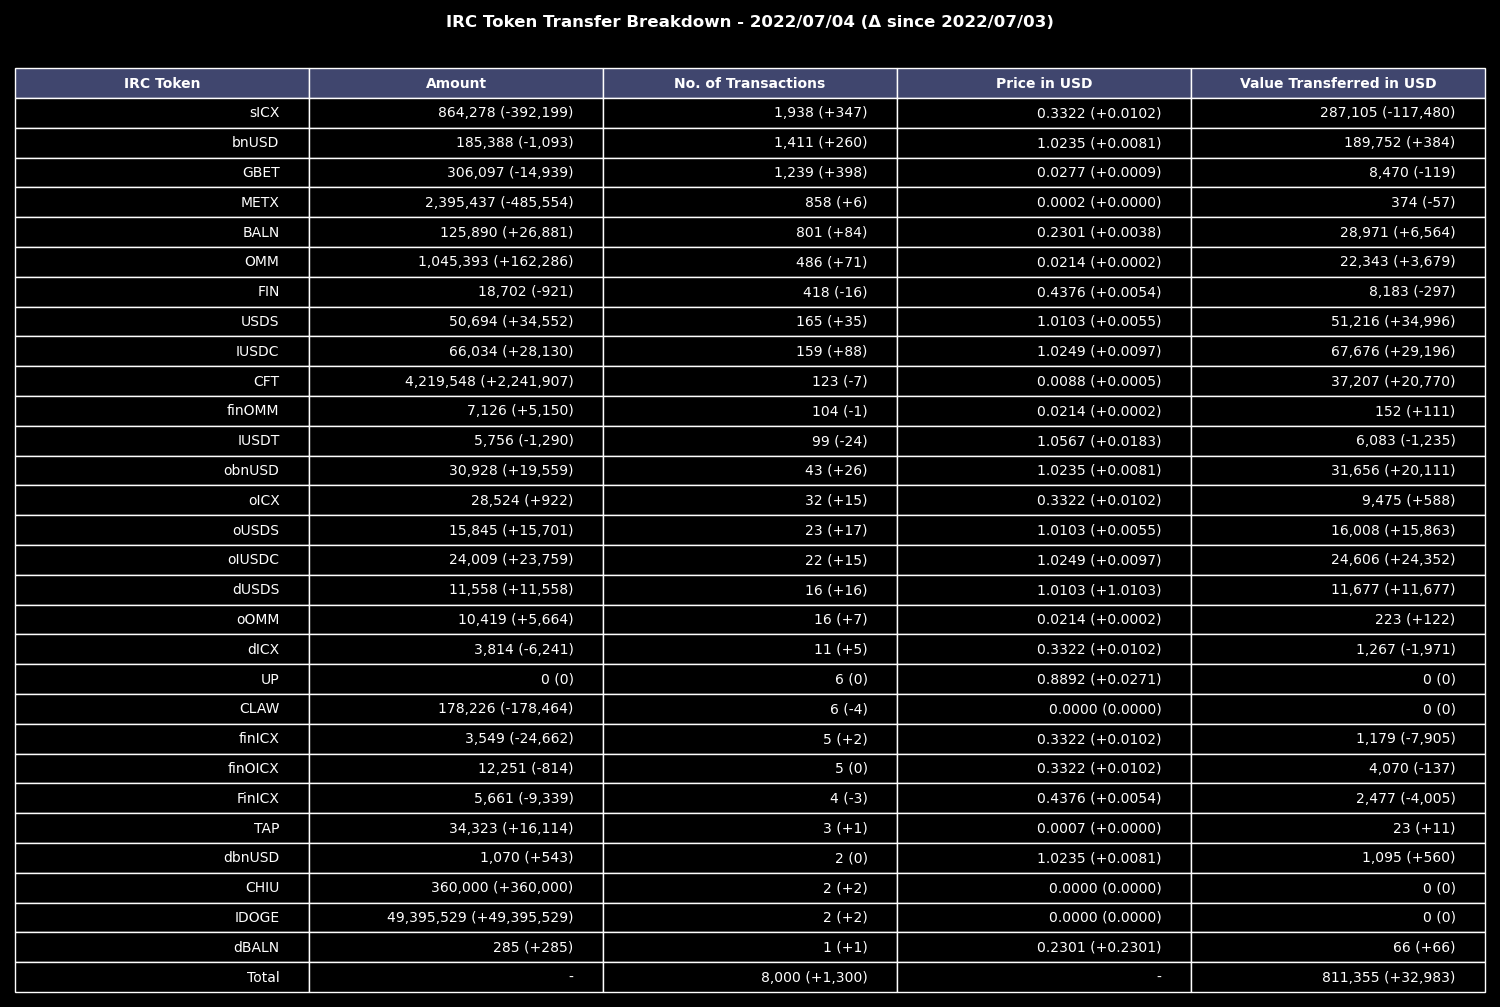 IRC Token Transfer Breakdown - 2022/07/04 (Δ since 2022/07/03)
IRC Token Amount No. of Transactions Price in USD Value Transferred in USD
sICX 864,278 (-392,199) 1,938 (+347) 0.3322 (+0.0102) 287,105 (-117,480)
bnUSD 185,388 (-1,093) 1,411 (+260) 1.0235 (+0.0081) 189,752 (+384)
GBET 306,097 (-14,939) 1,239 (+398) 0.0277 (+0.0009) 8,470 (-119)
METX 2,395,437 (-485,554) 858 (+6) 0.0002 (+0.0000) 374 (-57)
BALN 125,890 (+26,881) 801 (+84) 0.2301 (+0.0038) 28,971 (+6,564)
OMM 1,045,393 (+162,286) 486 (+71) 0.0214 (+0.0002) 22,343 (+3,679)
FIN 18,702 (-921) 418 (-16) 0.4376 (+0.0054) 8,183 (-297)
USDS 50,694 (+34,552) 165 (+35) 1.0103 (+0.0055) 51,216 (+34,996)
IUSDC 66,034 (+28,130) 159 (+88) 1.0249 (+0.0097) 67,676 (+29,196)
CFT 4,219,548 (+2,241,907) 123 (-7) 0.0088 (+0.0005) 37,207 (+20,770)
finOMM 7,126 (+5,150) 104 (-1) 0.0214 (+0.0002) 152 (+111)
IUSDT 5,756 (-1,290) 99 (-24) 1.0567 (+0.0183) 6,083 (-1,235)
obnUSD 30,928 (+19,559) 43 (+26) 1.0235 (+0.0081) 31,656 (+20,111)
oICX 28,524 (+922) 32 (+15) 0.3322 (+0.0102) 9,475 (+588)
oUSDS 15,845 (+15,701) 23 (+17) 1.0103 (+0.0055) 16,008 (+15,863)
oIUSDC 24,009 (+23,759) 22 (+15) 1.0249 (+0.0097) 24,606 (+24,352)
dUSDS 11,558 (+11,558) 16 (+16) 1.0103 (+1.0103) 11,677 (+11,677)
oOMM 10,419 (+5,664) 16 (+7) 0.0214 (+0.0002) 223 (+122)
dICX 3,814 (-6,241) 11 (+5) 0.3322 (+0.0102) 1,267 (-1,971)
UP 0 (0) 6 (0) 0.8892 (+0.0271) 0 (0)
CLAW 178,226 (-178,464) 6 (-4) 0.0000 (0.0000) 0 (0)
finICX 3,549 (-24,662) 5 (+2) 0.3322 (+0.0102) 1,179 (-7,905)
finOICX 12,251 (-814) 5 (0) 0.3322 (+0.0102) 4,070 (-137)
FinICX 5,661 (-9,339) 4 (-3) 0.4376 (+0.0054) 2,477 (-4,005)
TAP 34,323 (+16,114) 3 (+1) 0.0007 (+0.0000) 23 (+11)
dbnUSD 1,070 (+543) 2 (0) 1.0235 (+0.0081) 1,095 (+560)
CHIU 360,000 (+360,000) 2 (+2) 0.0000 (0.0000) 0 (0)
IDOGE 49,395,529 (+49,395,529) 2 (+2) 0.0000 (0.0000) 0 (0)
dBALN 285 (+285) 1 (+1) 0.2301 (+0.2301) 66 (+66)
Total - 8,000 (+1,300) - 811,355 (+32,983)